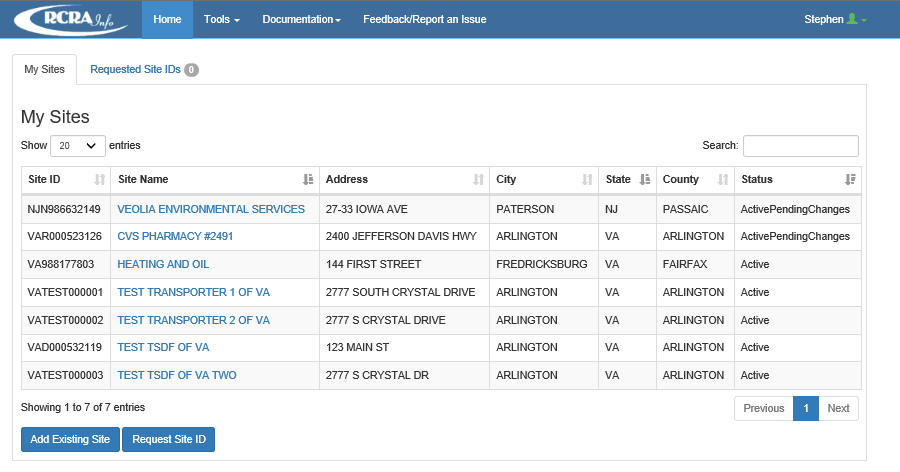 RCRAInfo Home Tools Documentation Feedback/Report an Issue Stephen
My Sites Requested Site IDs 0
My Sites
Show 20 entries Search:
Site ID Site Name Address City State County Status
NJN986632149 VEOLIA ENVIRONMENTAL SERVICES 27-33 IOWA AVE PATERSON NJ PASSAIC ActivePendingChanges
VAR000523126 CVS PHARMACY #2491 2400 JEFFERSON DAVIS HWY ARLINGTON VA ARLINGTON ActivePendingChanges
VA988177803 HEATING AND OIL 144 FIRST STREET FREDRICKSBURG VA FAIRFAX Active
VATEST000001 TEST TRANSPORTER 1 OF VA 2777 SOUTH CRYSTAL DRIVE ARLINGTON VA ARLINGTON Active
VATEST000002 TEST TRANSPORTER 2 OF VA 2777 S CRYSTAL DRIVE ARLINGTON VA ARLINGTON Active
VAD000532119 TEST TSDF OF VA 123 MAIN ST ARLINGTON VA ARLINGTON Active
VATEST000003 TEST TSDF OF VA TWO 2777 S CRYSTAL DR ARLINGTON VA ARLINGTON Active
Showing 1 to 7 of 7 entries Previous 1 Next
Add Existing Site Request Site ID